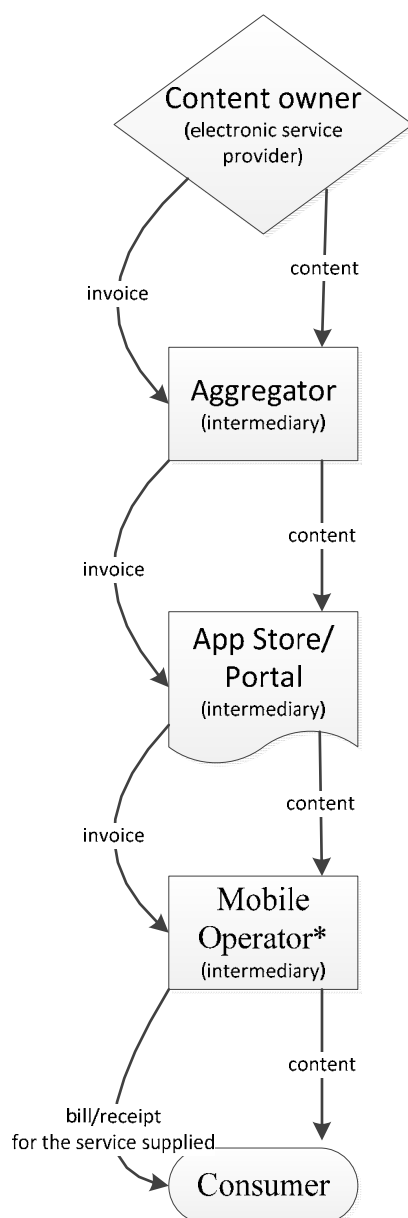 Content owner
(electronic service
provider)
content
invoice
Aggregator
(intermediary)
content
invoice
App Store/
Portal
(intermediary)
content
invoice
Mobile
Operator*
(intermediary)
content
bill/receipt
for the service supplied
Consumer